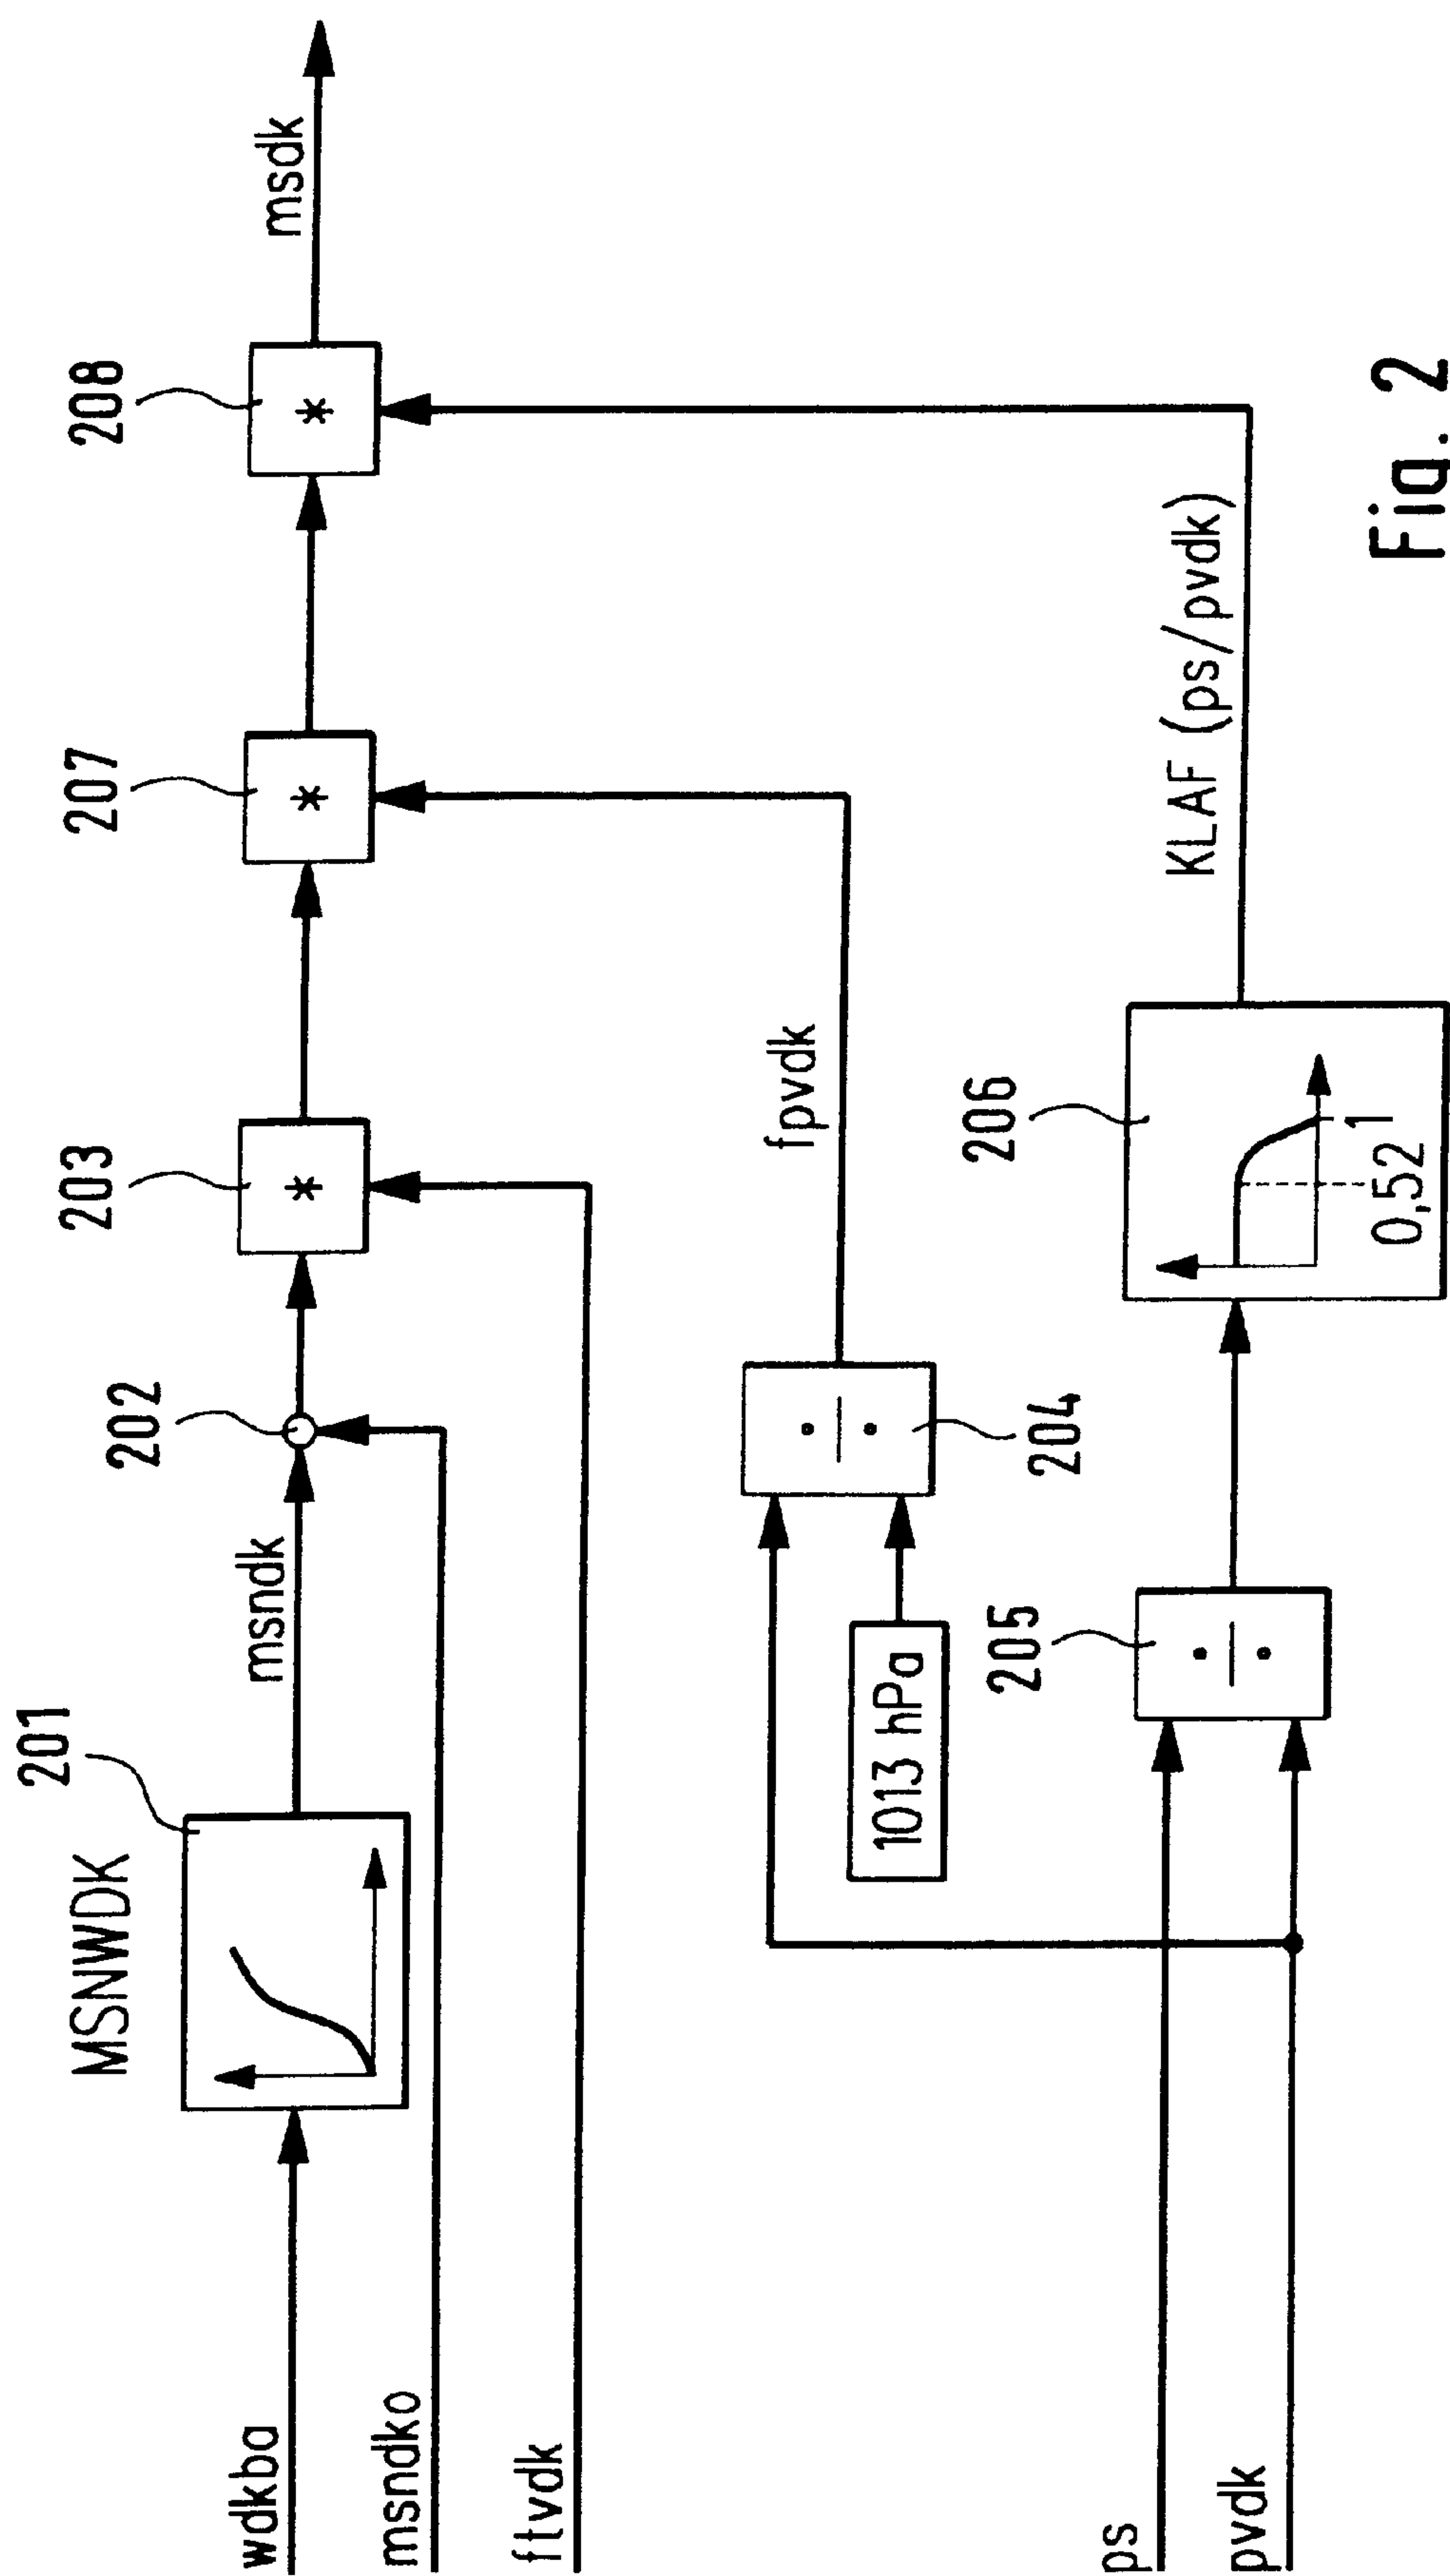 208
msdk
207
203
202
201
MSNWDK
msndk
wdkba
msndko
ftvdk
fpvdk
KLAF (ps/pvdk)
206
0,52
1
204
1013 hPa
205
ps
pvdk
Fig. 2